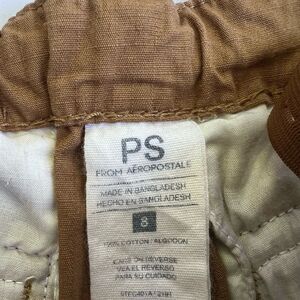 PS
FROM AÉROPOSTALE
MADE IN BANGLADESH
HECHO EN BANGLADESH
8
100% COTTON / ALGODON
CARE ON REVERSE
VEA EL REVERSO
PARA SU CUIDADO